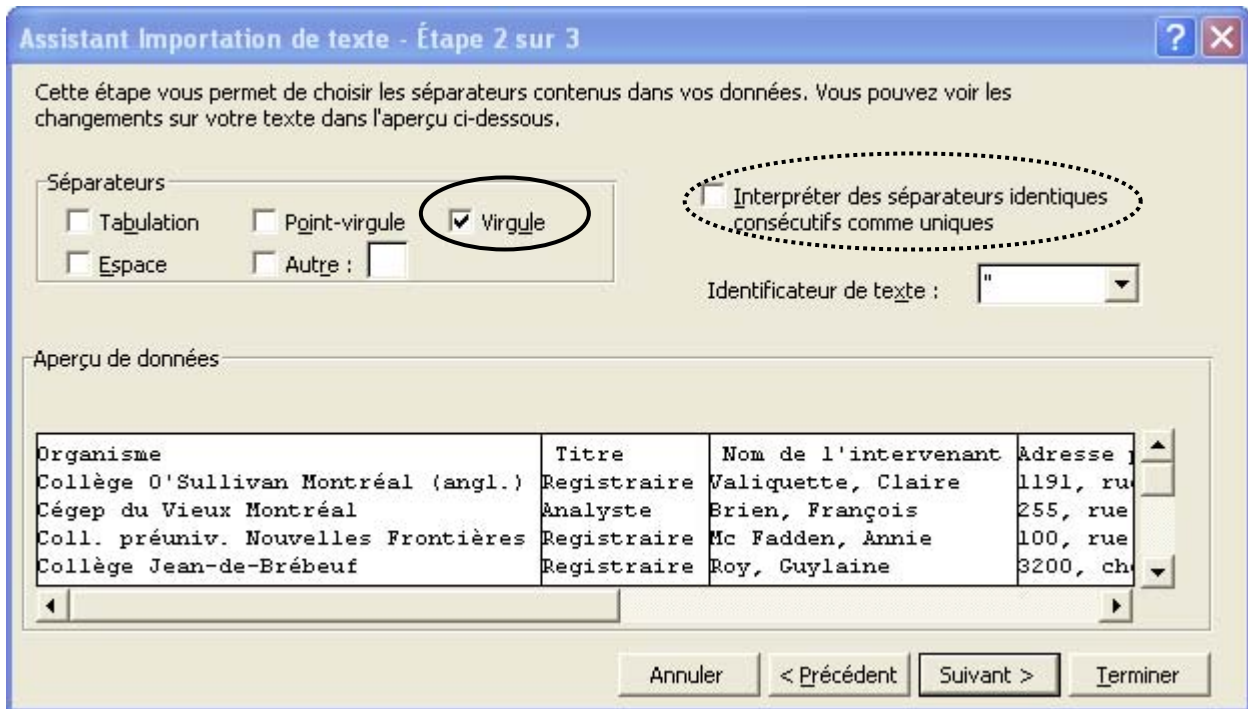 Assistant Importation de texte - Étape 2 sur 3
Cette étape vous permet de choisir les séparateurs contenus dans vos données. Vous pouvez voir les
changements sur votre texte dans l'aperçu ci-dessous.
Séparateurs
Tabulation Point-virgule Virgule
Espace Autre :
Interpréter des séparateurs identiques
consécutifs comme uniques
Identificateur de texte : "
Aperçu de données
Organisme Titre Nom de l'intervenant Adresse
Collège O'Sullivan Montréal (angl.) Registraire Valiquette, Claire 1191, rue
Cégep du Vieux Montréal Analyste Brien, François 255, rue
Coll. préuniv. Nouvelles Frontières Registraire Mc Fadden, Annie 100, rue
Collège Jean-de-Brébeuf Registraire Roy, Guylaine 3200,
Annuler < Précédent Suivant > Terminer